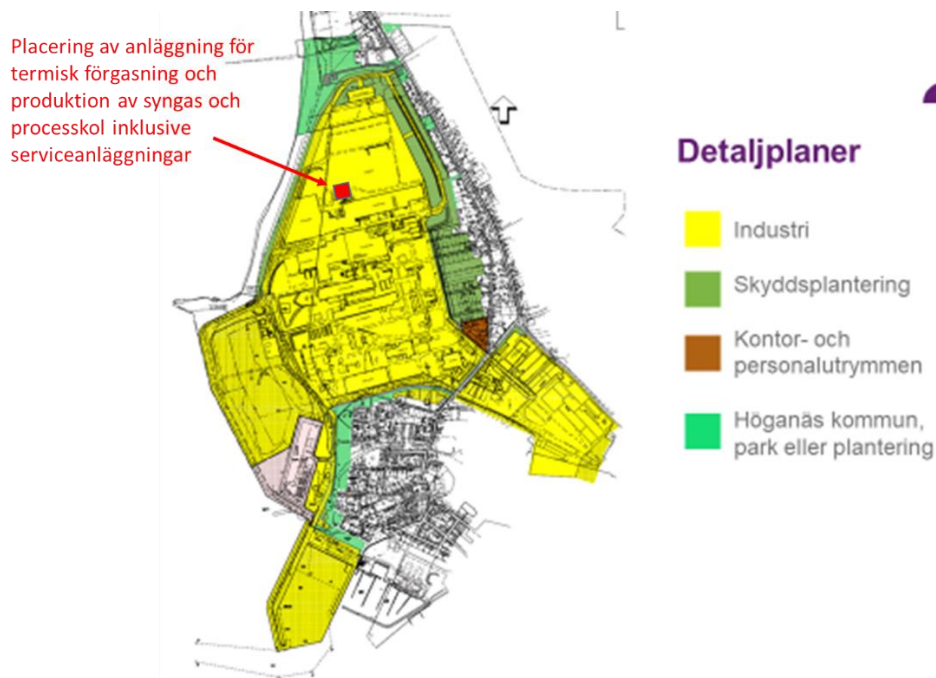 Placering av anläggning för
termisk förgasning och
produktion av syngas och
processkol inklusive
serviceanläggningar
Detaljplaner
Industri
Skyddsplantering
Kontor- och
personalutrymmen
Höganäs kommun,
park eller plantering